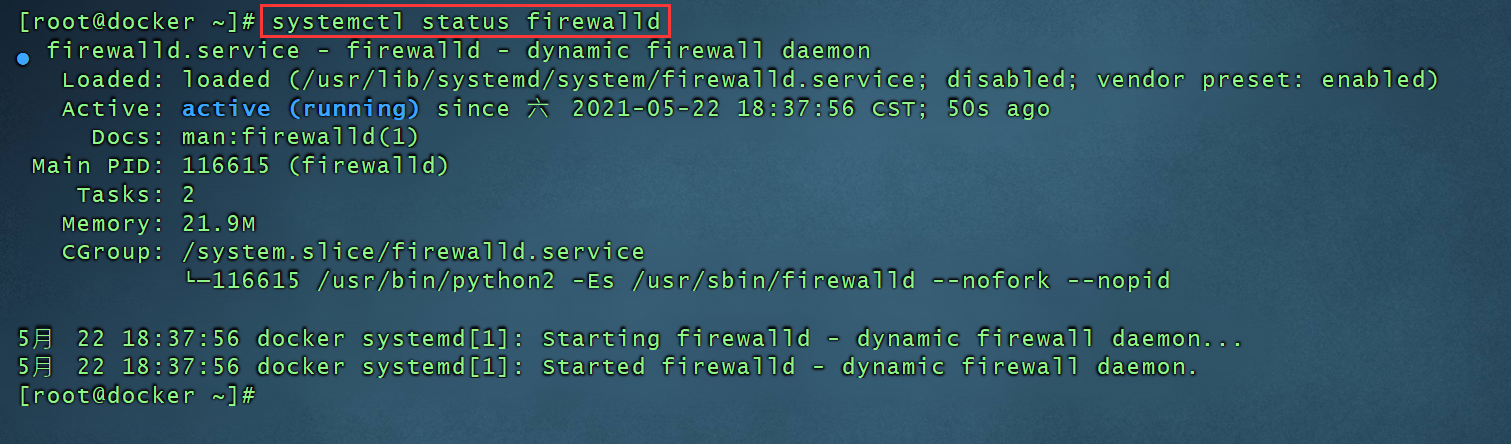 [root@docker ~]# systemctl status firewalld
● firewalld.service - firewalld - dynamic firewall daemon
   Loaded: loaded (/usr/lib/systemd/system/firewalld.service; disabled; vendor preset: enabled)
   Active: active (running) since 六 2021-05-22 18:37:56 CST; 50s ago
     Docs: man:firewalld(1)
 Main PID: 116615 (firewalld)
    Tasks: 2
   Memory: 21.9M
   CGroup: /system.slice/firewalld.service
           └─116615 /usr/bin/python2 -Es /usr/sbin/firewalld --nofork --nopid
5月 22 18:37:56 docker systemd[1]: Starting firewalld - dynamic firewall daemon...
5月 22 18:37:56 docker systemd[1]: Started firewalld - dynamic firewall daemon.
[root@docker ~]#